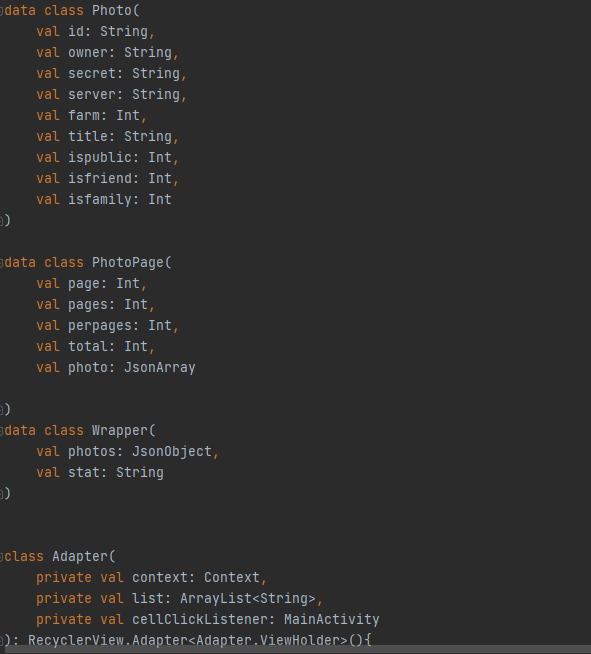 data class Photo(
    val id: String,
    val owner: String,
    val secret: String,
    val server: String,
    val farm: Int,
    val title: String,
    val ispublic: Int,
    val isfriend: Int,
    val isfamily: Int
)
data class PhotoPage(
    val page: Int,
    val pages: Int,
    val perpages: Int,
    val total: Int,
    val photo: JsonArray
)
data class Wrapper(
    val photos: JsonObject,
    val stat: String
)
class Adapter(
    private val context: Context,
    private val list: ArrayList<String>,
    private val cellClickListener: MainActivity
): RecyclerView.Adapter<Adapter.ViewHolder>(){